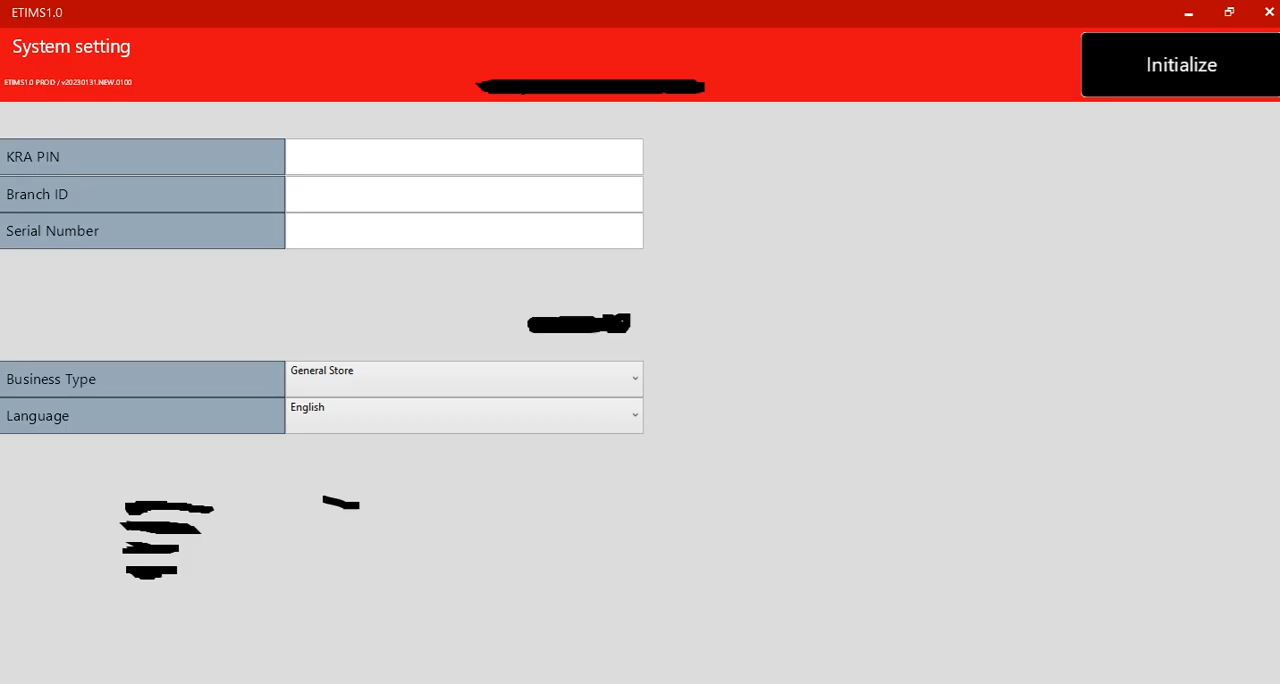 ETIMS1.0
System setting
Initialize
ETIMS1.0 PROD / v20230131.NEW.0100
KRA PIN
Branch ID
Serial Number
Business Type
General Store
Language
English